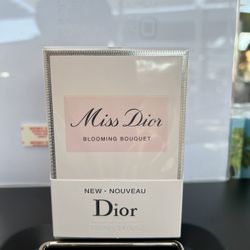 Miss Dior
BLOOMING BOUQUET
NEW · NOUVEAU
Dior